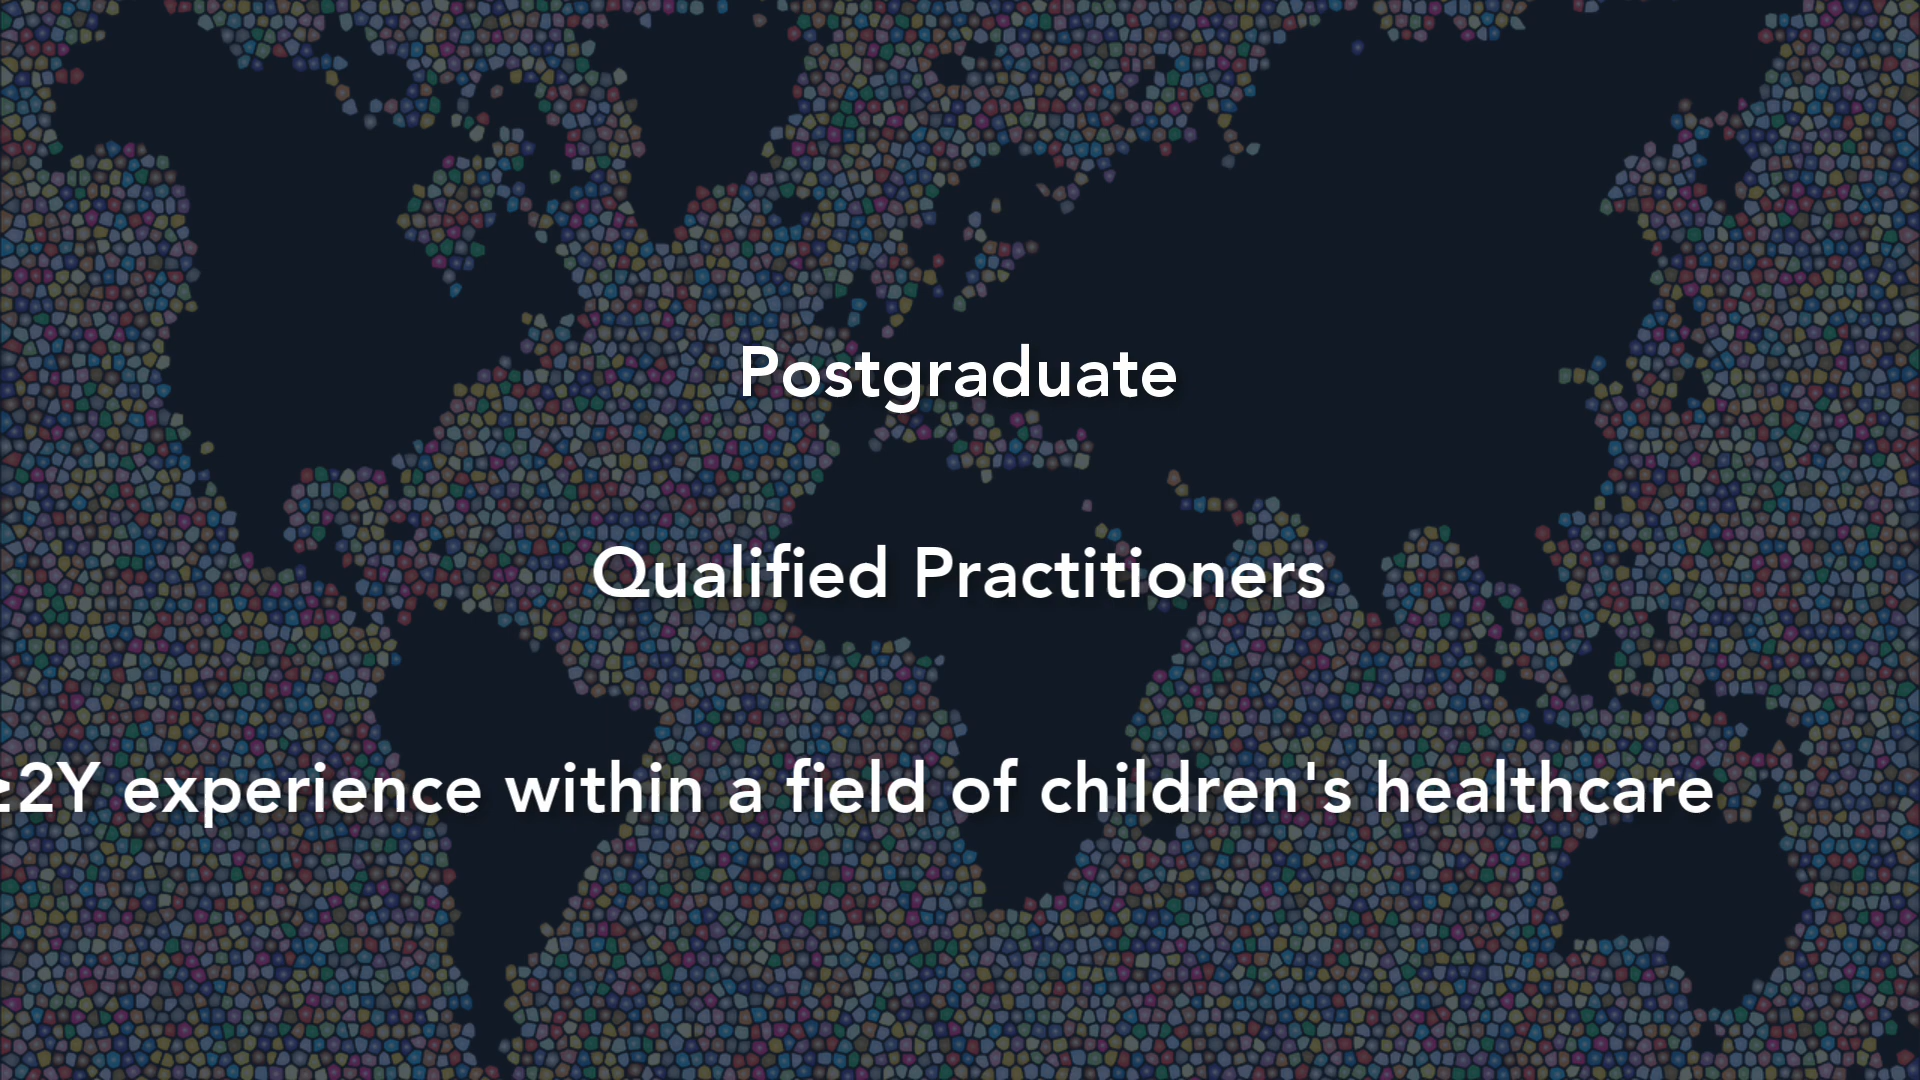 Postgraduate
Qualified Practitioners
≥2Y experience within a field of children's healthcare